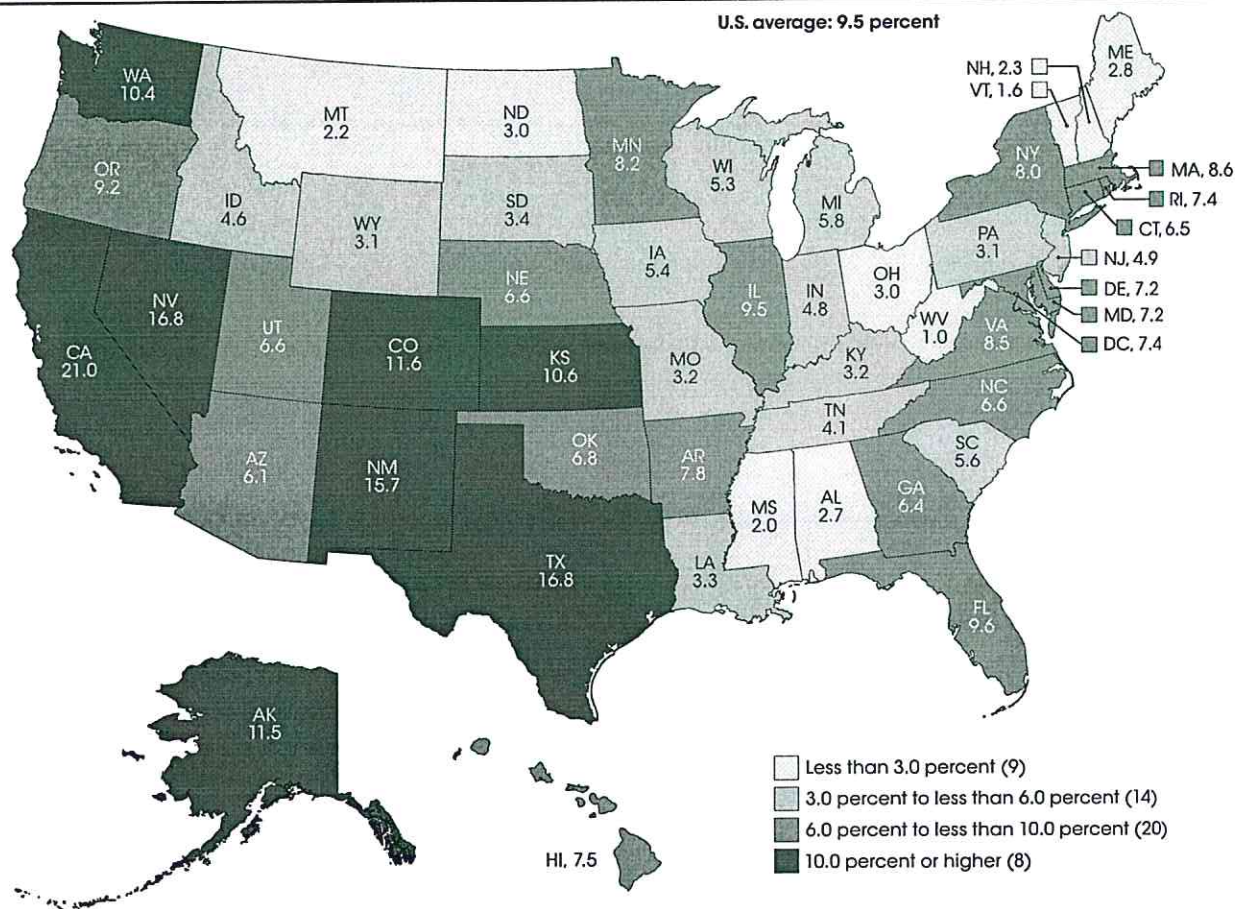 U.S. average: 9.5 percent
WA
10.4
MT
2.2
ND
3.0
MN
8.2
OR
9.2
ID
4.6
WY
3.1
SD
3.4
WI
5.3
MI
5.8
NH, 2.3
VT, 1.6
ME
2.8
NY
8.0
MA, 8.6
RI, 7.4
CT, 6.5
NJ, 4.9
DE, 7.2
MD, 7.2
DC, 7.4
PA
3.1
IA
5.4
NE
6.6
NV
16.8
UT
6.6
CO
11.6
KS
10.6
CA
21.0
IL
9.5
IN
4.8
OH
3.0
WV
1.0
VA
8.5
MO
3.2
KY
3.2
NC
6.6
TN
4.1
SC
5.6
AZ
6.1
NM
15.7
OK
6.8
AR
7.8
MS
2.0
AL
2.7
GA
6.4
TX
16.8
LA
3.3
FL
9.6
AK
11.5
HI, 7.5
Less than 3.0 percent (9)
3.0 percent to less than 6.0 percent (14)
6.0 percent to less than 10.0 percent (20)
10.0 percent or higher (8)